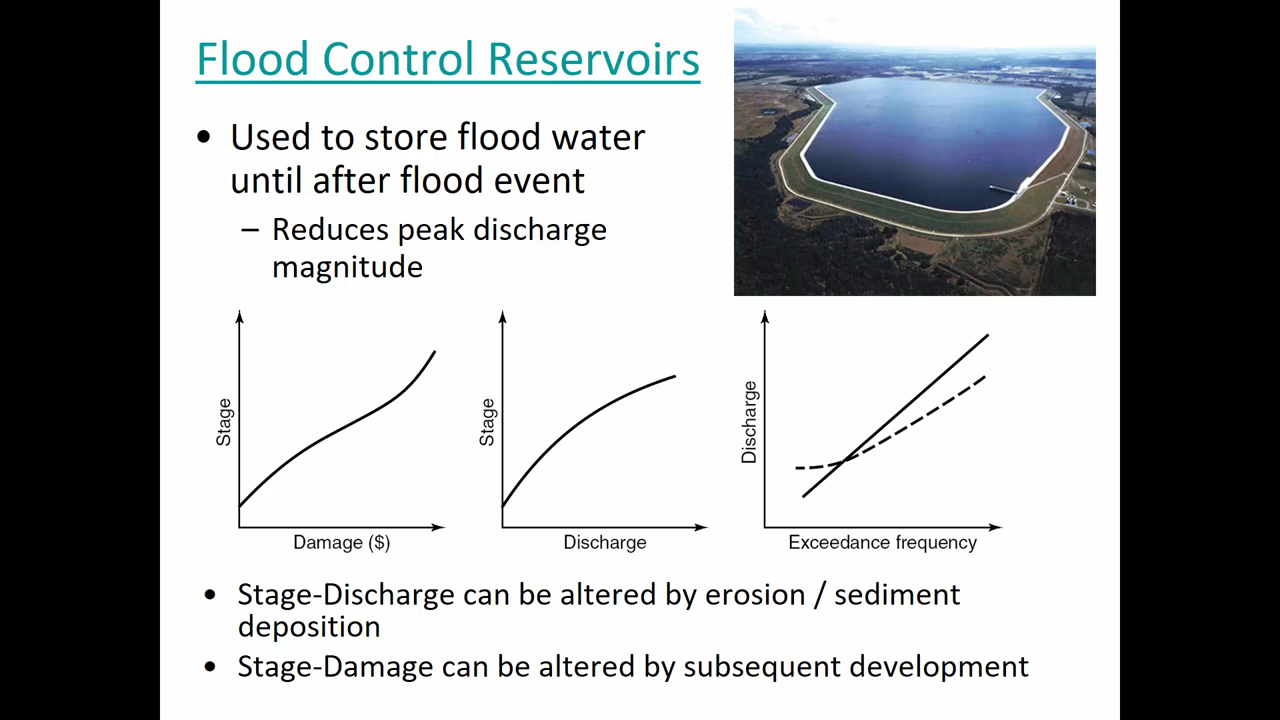 Flood Control Reservoirs
• Used to store flood water
until after flood event
– Reduces peak discharge
magnitude
Stage
Damage ($)
Stage
Discharge
Discharge
Exceedance frequency
• Stage-Discharge can be altered by erosion / sediment
deposition
• Stage-Damage can be altered by subsequent development